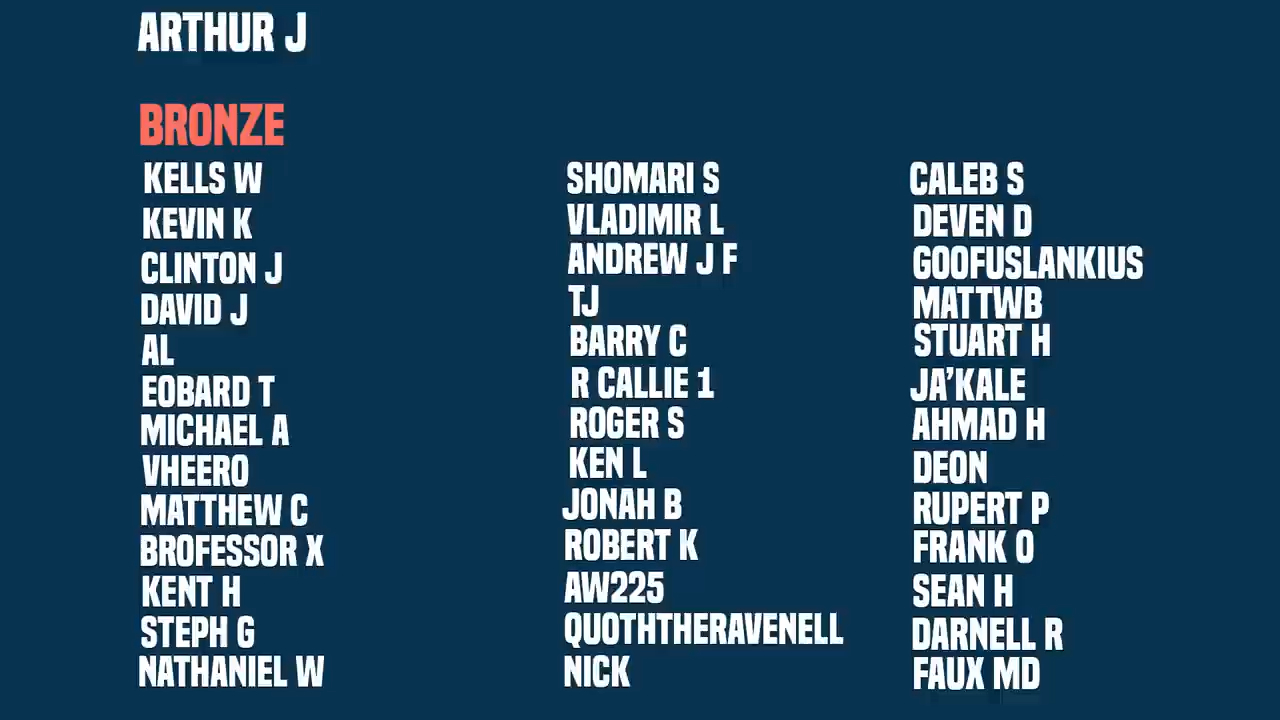 ARTHUR J
BRONZE
KELLS W
KEVIN K
CLINTON J
DAVID J
AL
EOBARD T
MICHAEL A
VHEERO
MATTHEW C
BROFESSOR X
KENT H
STEPH G
NATHANIEL W
SHOMARI S
VLADIMIR L
ANDREW J F
TJ
BARRY C
R CALLIE 1
ROGER S
KEN L
JONAH B
ROBERT K
AW225
QUOTHTHERAVENELL
NICK
CALEB S
DEVEN D
GOOFUSLANKIUS
MATTWB
STUART H
JA'KALE
AHMAD H
DEON
RUPERT P
FRANK O
SEAN H
DARNELL R
FAUX MD